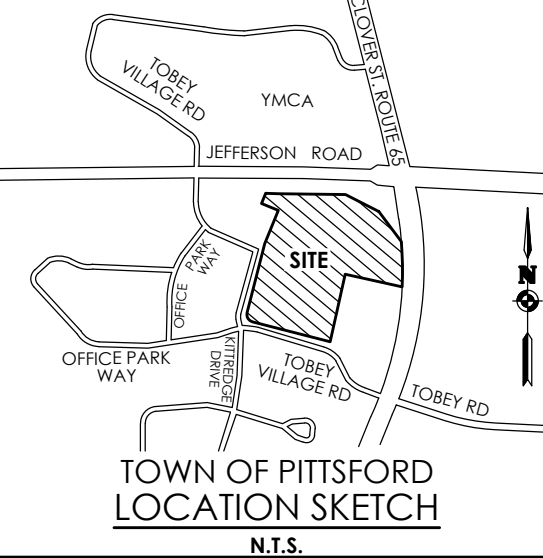 CLOVER ST. ROUTE 65
TOBEY
VILLAGE RD
YMCA
JEFFERSON ROAD
OFFICE
PARK
WAY
SITE
N
OFFICE PARK
WAY
KITTREDGE
DRIVE
TOBEY
VILLAGE RD
TOBEY RD
TOWN OF PITTSFORD
LOCATION SKETCH
N.T.S.